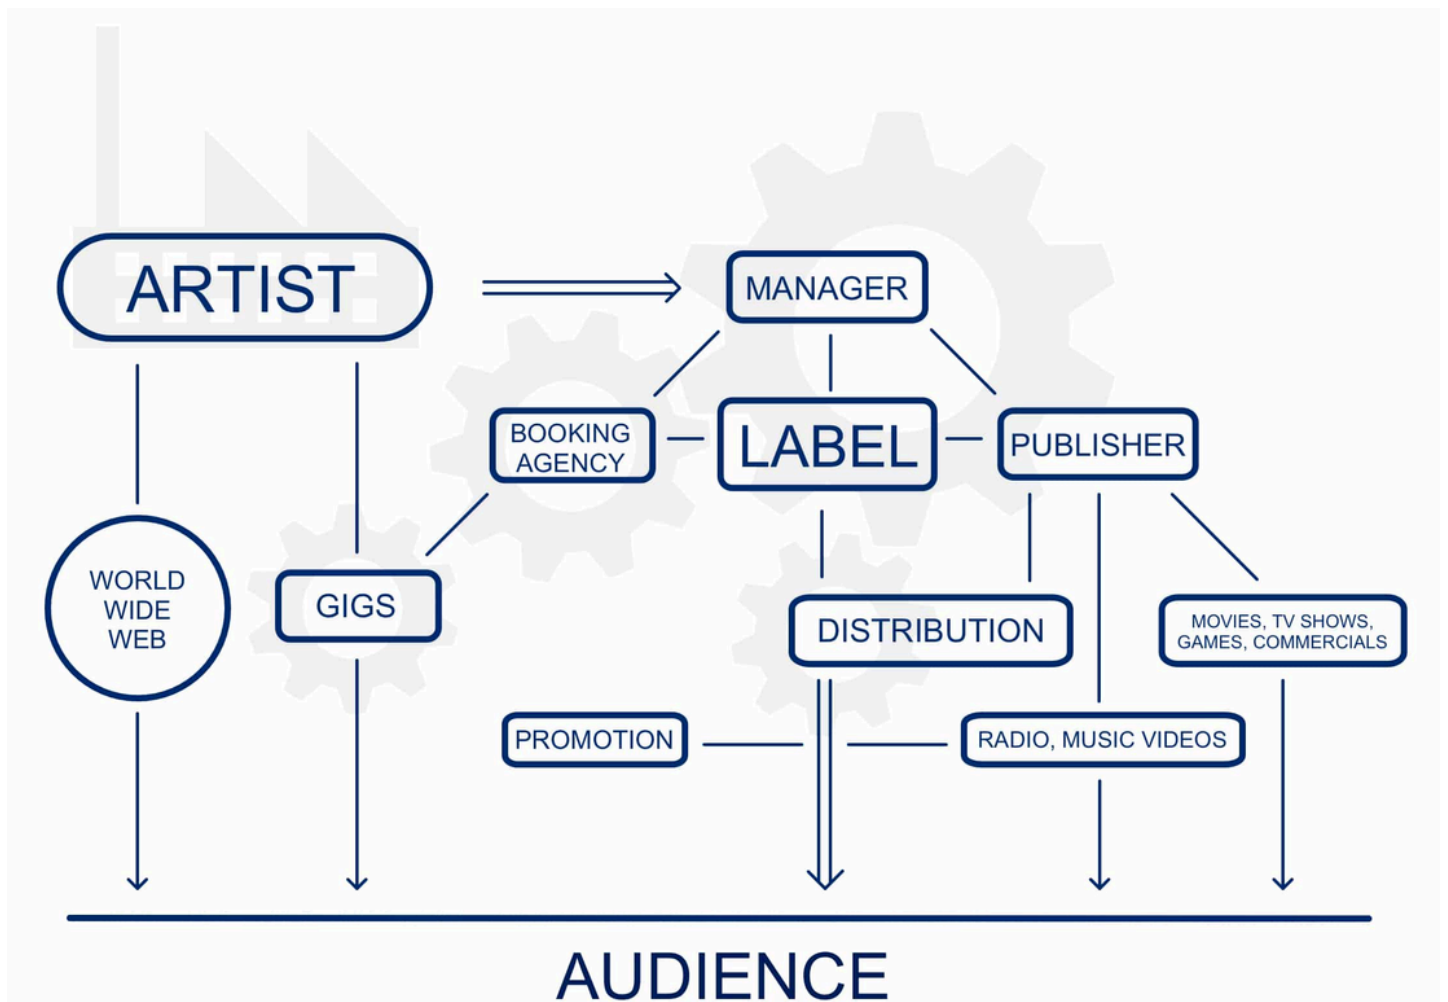 ARTIST
MANAGER
BOOKING
AGENCY
LABEL
PUBLISHER
WORLD
WIDE
WEB
GIGS
DISTRIBUTION
MOVIES, TV SHOWS,
GAMES, COMMERCIALS
PROMOTION
RADIO, MUSIC VIDEOS
AUDIENCE